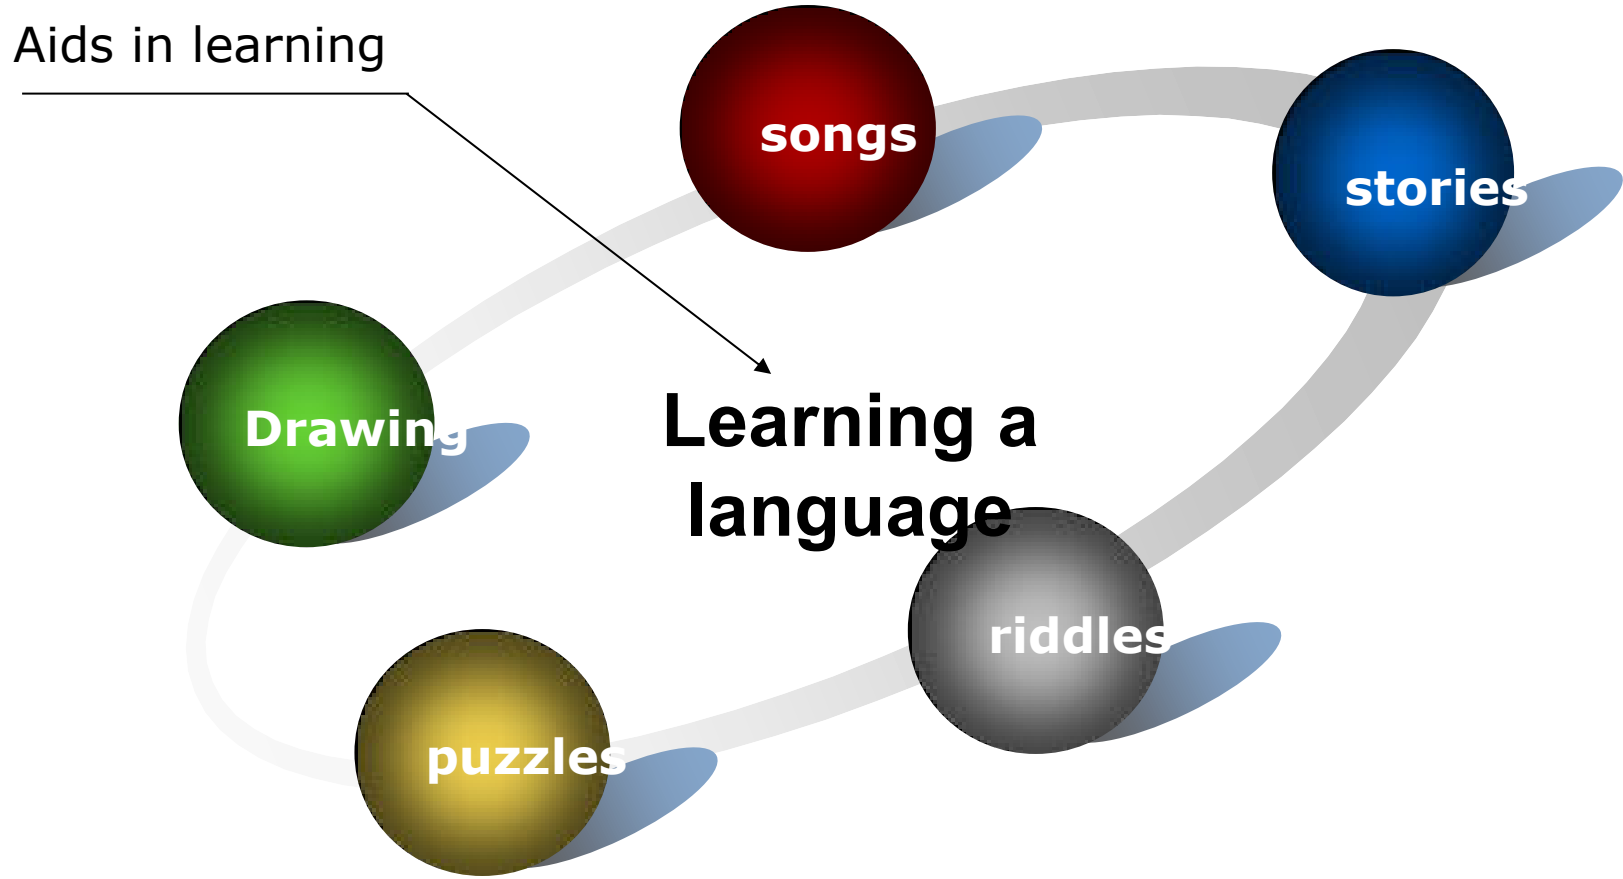 Aids in learning
songs
stories
Drawing
Learning a
language
riddles
puzzles